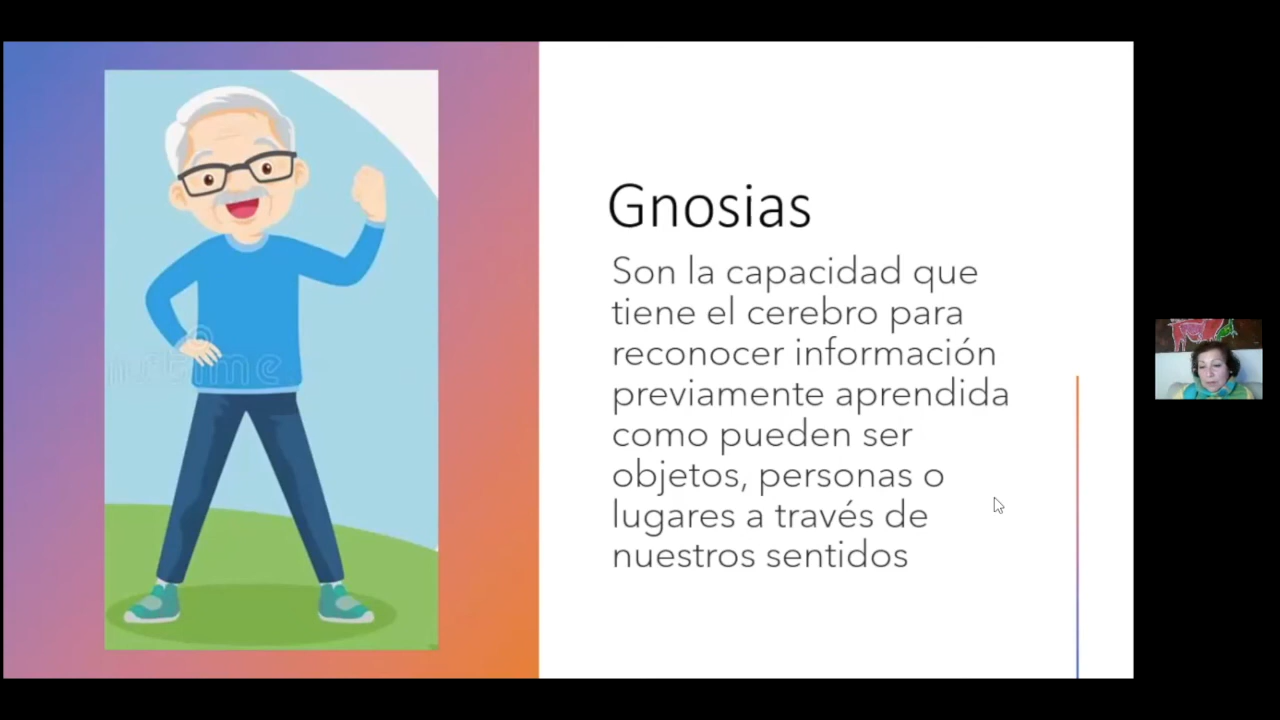 Gnosias
Son la capacidad que
tiene el cerebro para
reconocer información
previamente aprendida
como pueden ser
objetos, personas o
lugares a través de
nuestros sentidos